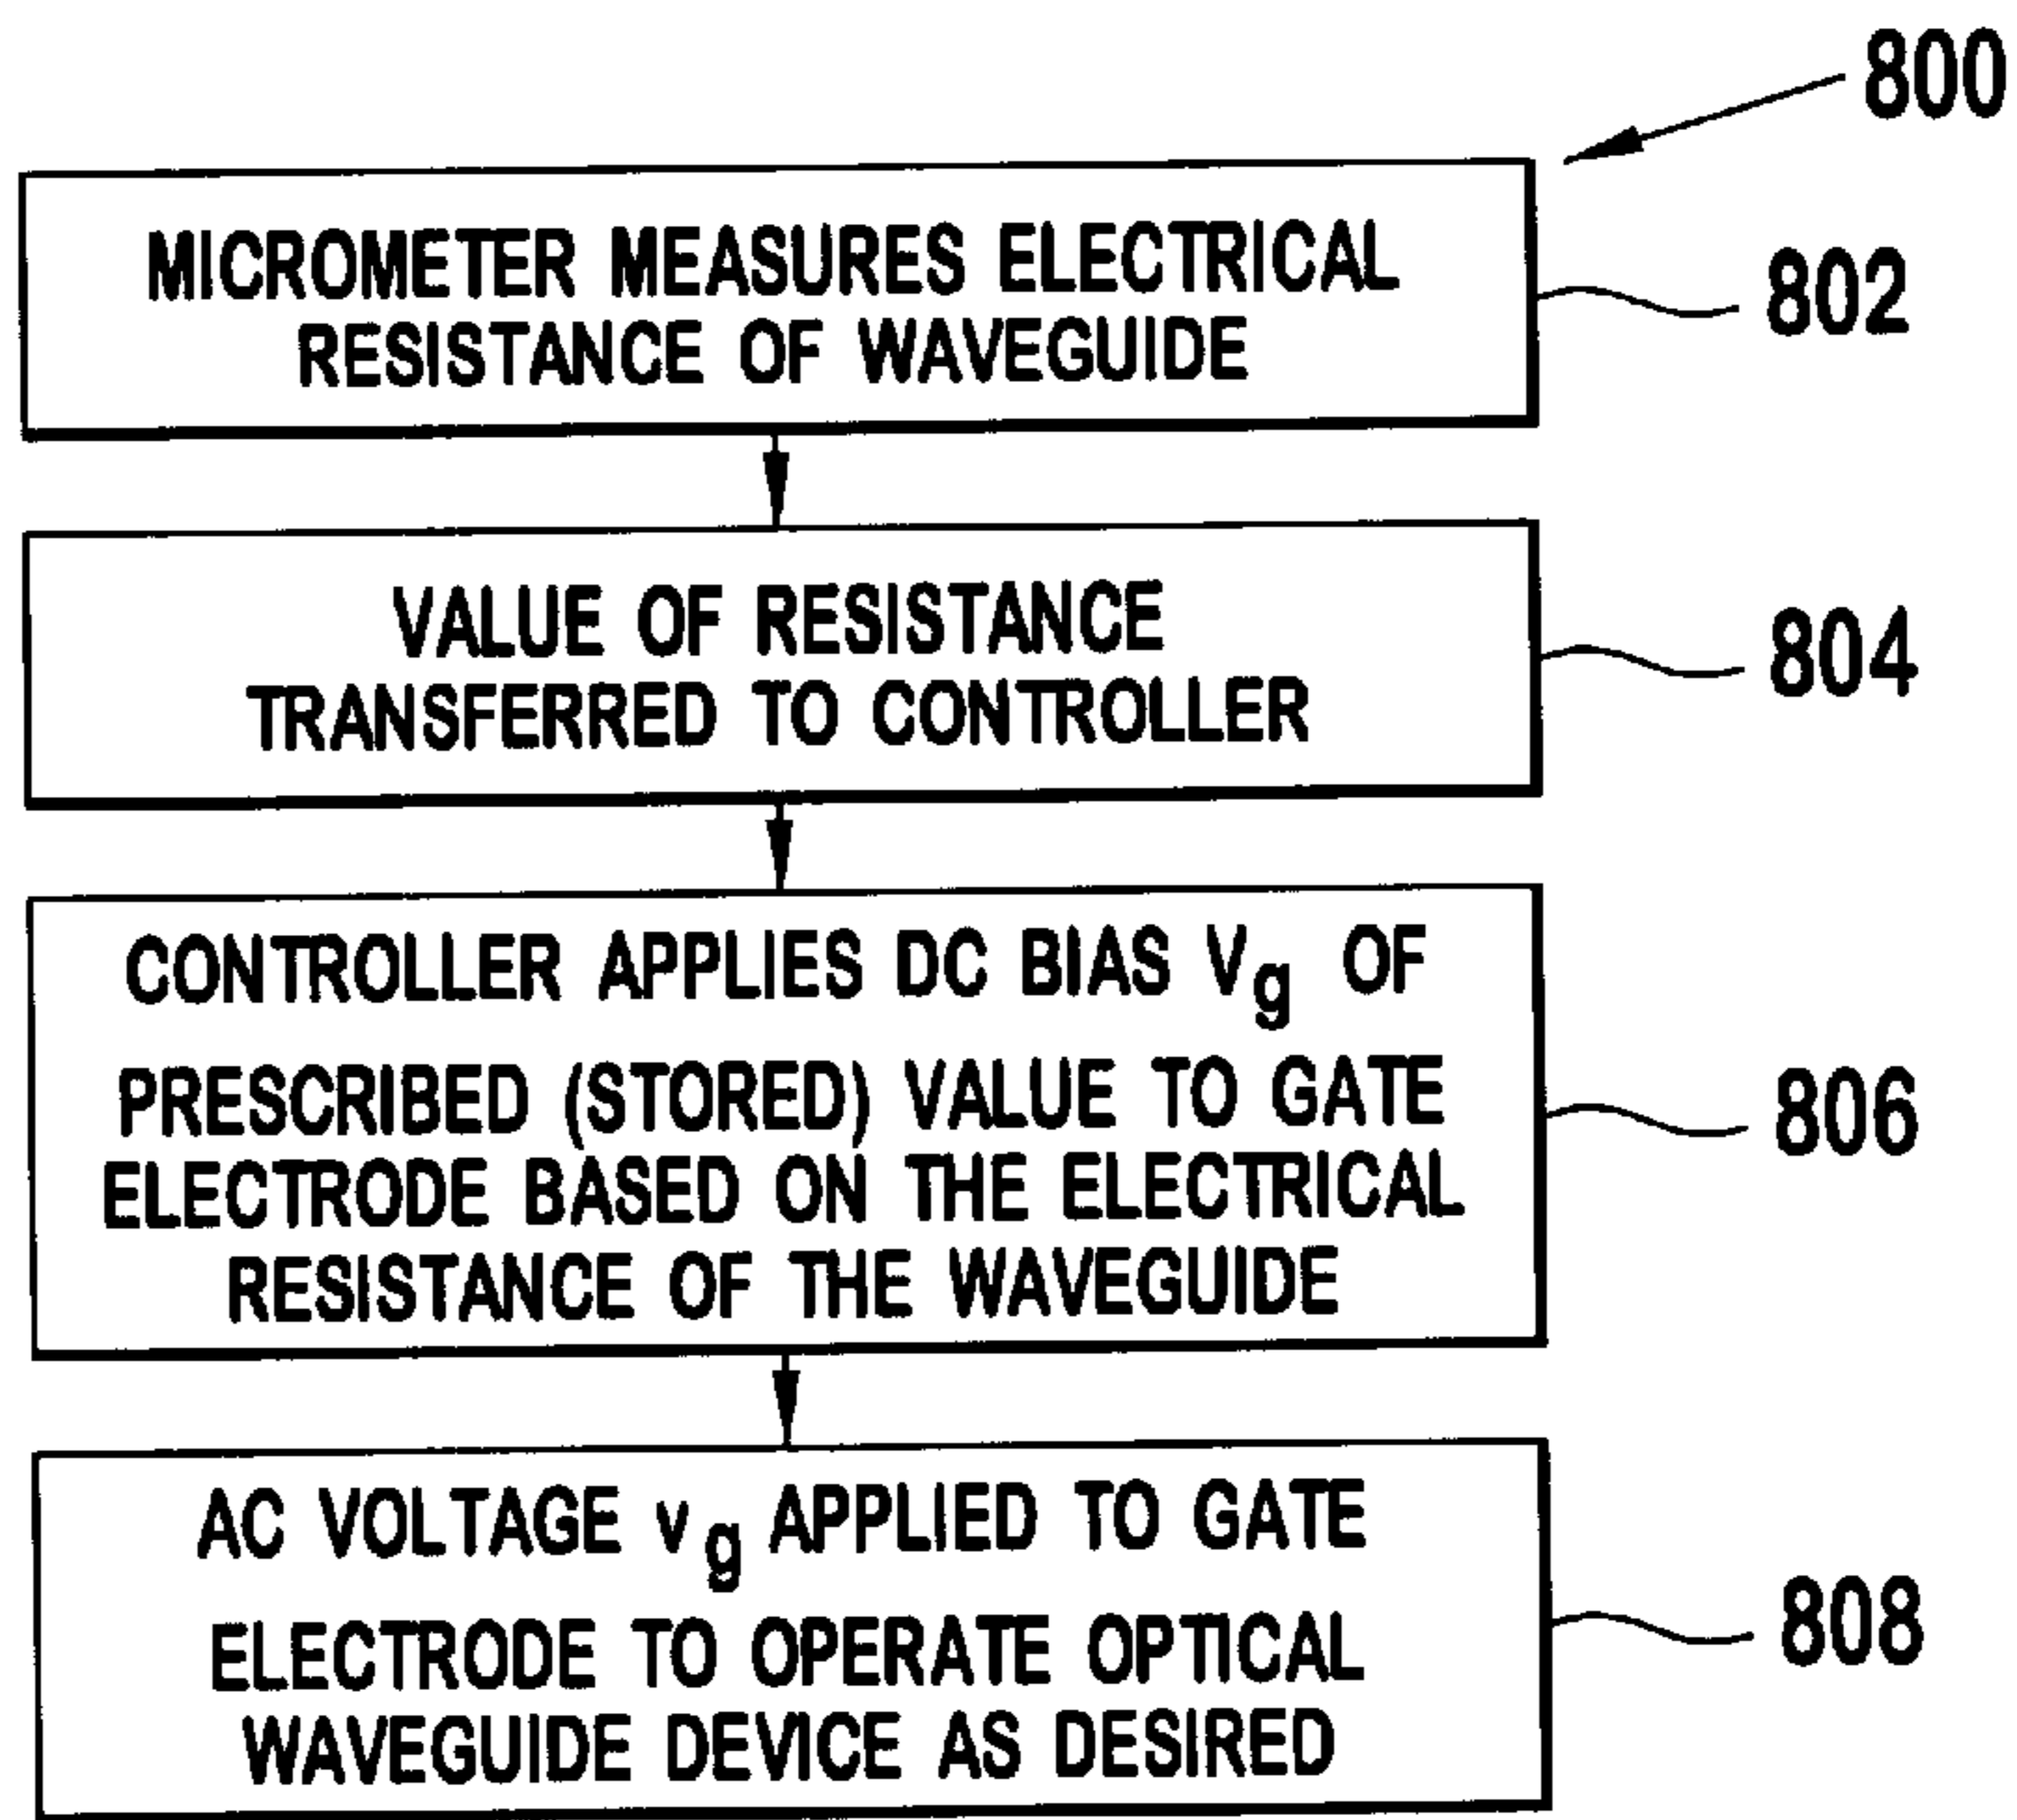 800
MICROMETER MEASURES ELECTRICAL
RESISTANCE OF WAVEGUIDE
802
VALUE OF RESISTANCE
TRANSFERRED TO CONTROLLER
804
CONTROLLER APPLIES DC BIAS Vg OF
PRESCRIBED (STORED) VALUE TO GATE
ELECTRODE BASED ON THE ELECTRICAL
RESISTANCE OF THE WAVEGUIDE
806
AC VOLTAGE vg APPLIED TO GATE
ELECTRODE TO OPERATE OPTICAL
WAVEGUIDE DEVICE AS DESIRED
808